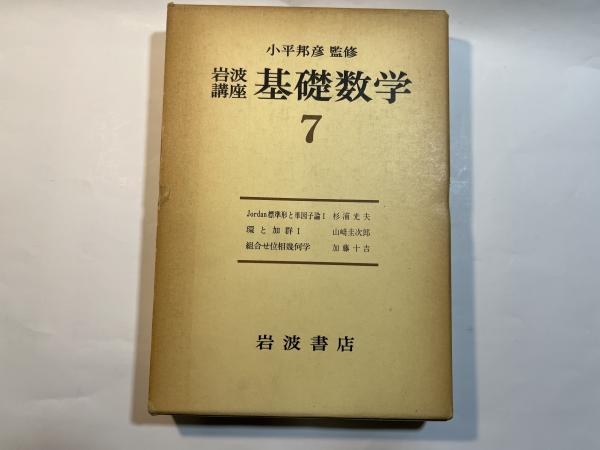 小平邦彦 監修
岩波講座 基礎数学
7
Jordan標準形と単因子論 I 杉浦光夫
環と加群 I 山﨑圭次郎
組合せ位相幾何学 加藤十吉
岩波書店